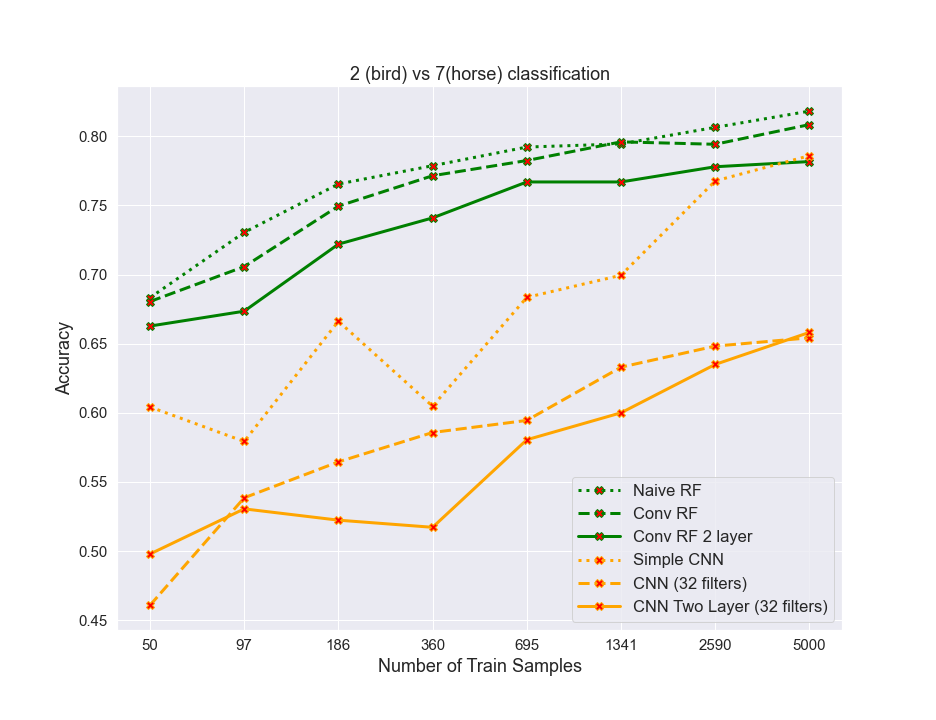 2 (bird) vs 7(horse) classification
0.80
0.75
0.70
0.65
0.60
0.55
0.50
0.45
Accuracy
Naive RF
Conv RF
Conv RF 2 layer
Simple CNN
CNN (32 filters)
CNN Two Layer (32 filters)
50 97 186 360 695 1341 2590 5000
Number of Train Samples